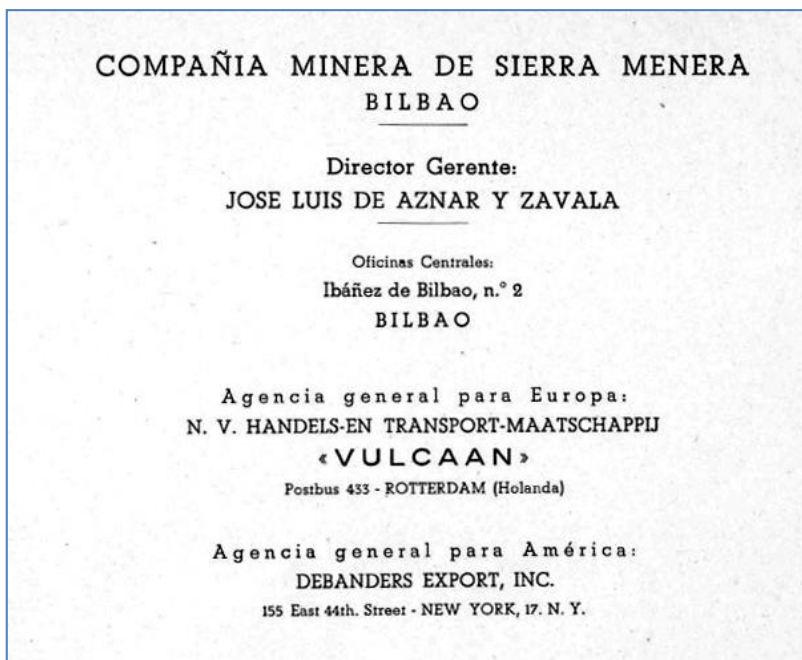 COMPAÑIA MINERA DE SIERRA MENERA
BILBAO
Director Gerente:
JOSE LUIS DE AZNAR Y ZAVALA
Oficinas Centrales:
Ibáñez de Bilbao, n.º 2
BILBAO
Agencia general para Europa:
N. V. HANDELS-EN TRANSPORT-MAATSCHAPPIJ
«VULCAAN»
Postbus 433 - ROTTERDAM (Holanda)
Agencia general para América:
DEBANDERS EXPORT, INC.
155 East 44th. Street - NEW YORK, 17. N. Y.